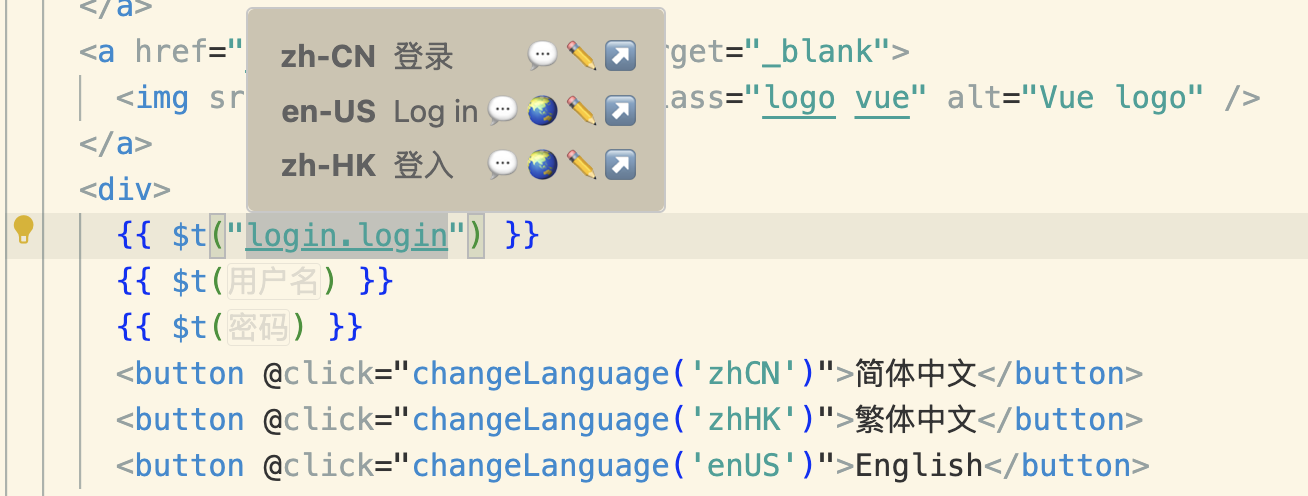 </a>
<a href="
rget="_blank">
<img sr
lass="logo vue" alt="Vue logo" />
</a>
<div>
zh-CN 登录
en-US Log in
zh-HK 登入
{{ $t("login.login") }}
{{ $t(用户名) }}
{{ $t(密码) }}
<button @click="changeLanguage('zhCN')">简体中文</button>
<button @click="changeLanguage('zhHK')">繁体中文</button>
<button @click="changeLanguage('enUS')">English</button>